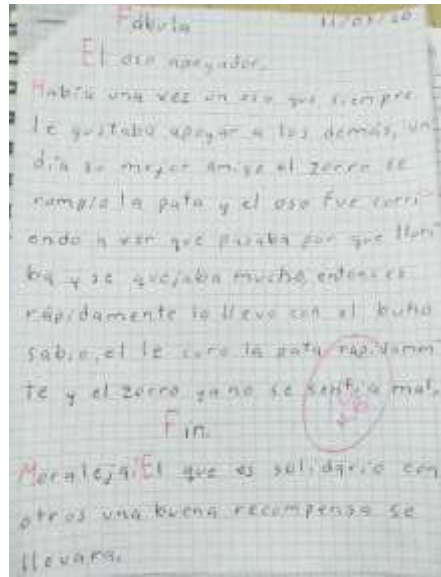 Fábula 11/05/20
El oso apoyador.
Había una vez un oso que siempre
le gustaba apoyar a los demás, un
día su mejor amigo el zorro se
rompio la pata y el oso fue corri
endo a ver que pasaba por que llora
ba y se quejaba mucho, entonces
rápidamente lo llevo con el buho
sabio, el le curo la pata rapidamen
te y el zorro ya no se sentía mal.
Fin.
Moraleja: El que es solidario con
otros una buena recompensa se
llevara.